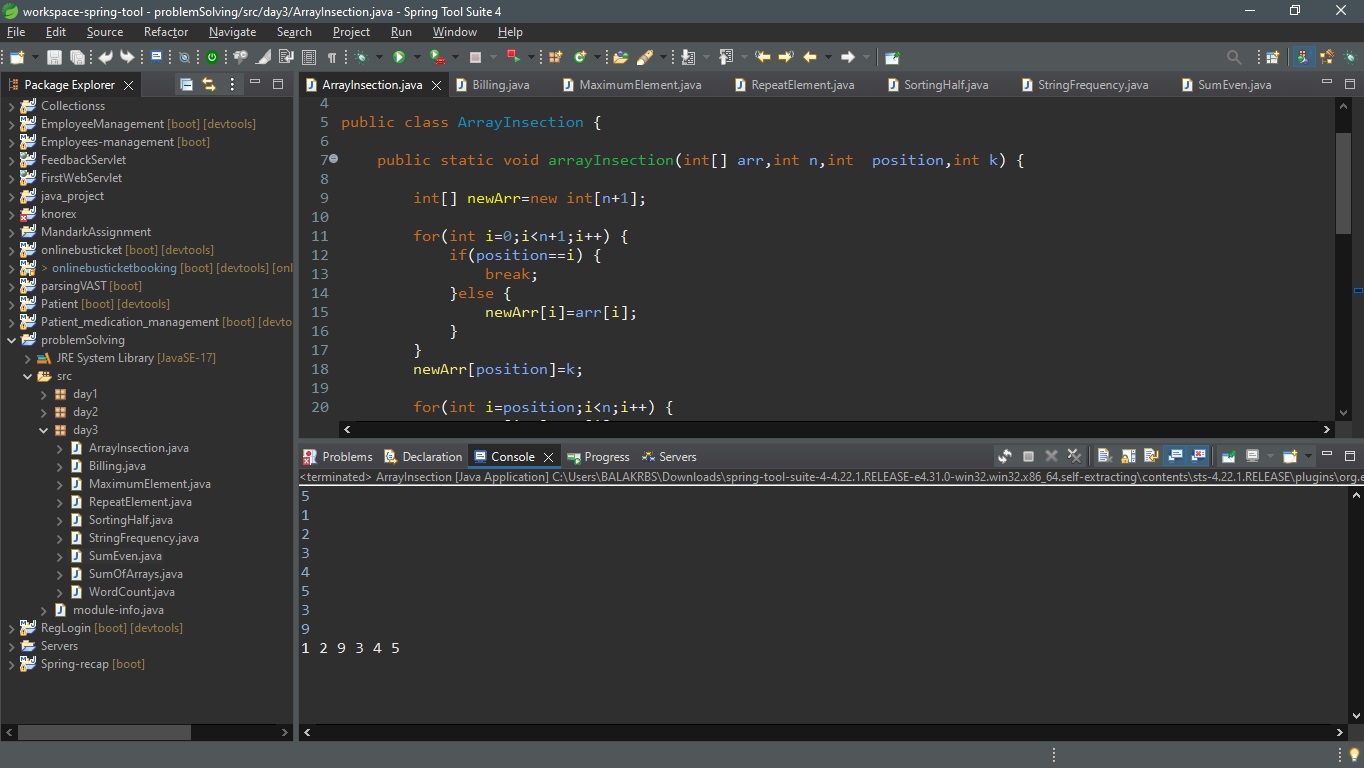 workspace-spring-tool - problemSolving/src/day3/ArrayInsection.java - Spring Tool Suite 4
File Edit Source Refactor Navigate Search Project Run Window Help
Package Explorer
Collectionss
EmployeeManagement [boot] [devtools]
Employees-management [boot]
FeedbackServlet
FirstWebServlet
java_project
knorex
MandarkAssignment
onlinebusticket [boot] [devtools]
> onlinebusticketbooking [boot] [devtools] [onl
parsingVAST [boot]
Patient [boot] [devtools]
Patient_medication_management [boot] [devto
problemSolving
JRE System Library [JavaSE-17]
src
day1
day2
day3
ArrayInsection.java
Billing.java
MaximumElement.java
RepeatElement.java
SortingHalf.java
StringFrequency.java
SumEven.java
SumOfArrays.java
WordCount.java
module-info.java
RegLogin [boot] [devtools]
Servers
Spring-recap [boot]
ArrayInsection.java Billing.java MaximumElement.java RepeatElement.java SortingHalf.java StringFrequency.java SumEven.java
4
5 public class ArrayInsection {
6
7 public static void arrayInsection(int[] arr,int n,int  position,int k) {
8
9 int[] newArr=new int[n+1];
10
11 for(int i=0;i<n+1;i++) {
12 if(position==i) {
13 break;
14 }else {
15 newArr[i]=arr[i];
16 }
17 }
18 newArr[position]=k;
19
20 for(int i=position;i<n;i++) {
Problems Declaration Console Progress Servers
<terminated> ArrayInsection [Java Application] C:\Users\BALAKRBS\Downloads\spring-tool-suite-4-4.22.1.RELEASE-e4.31.0-win32.win32.x86_64.self-extracting\contents\sts-4.22.1.RELEASE\plugins\org.e
5
1
2
3
4
5
3
9
1 2 9 3 4 5